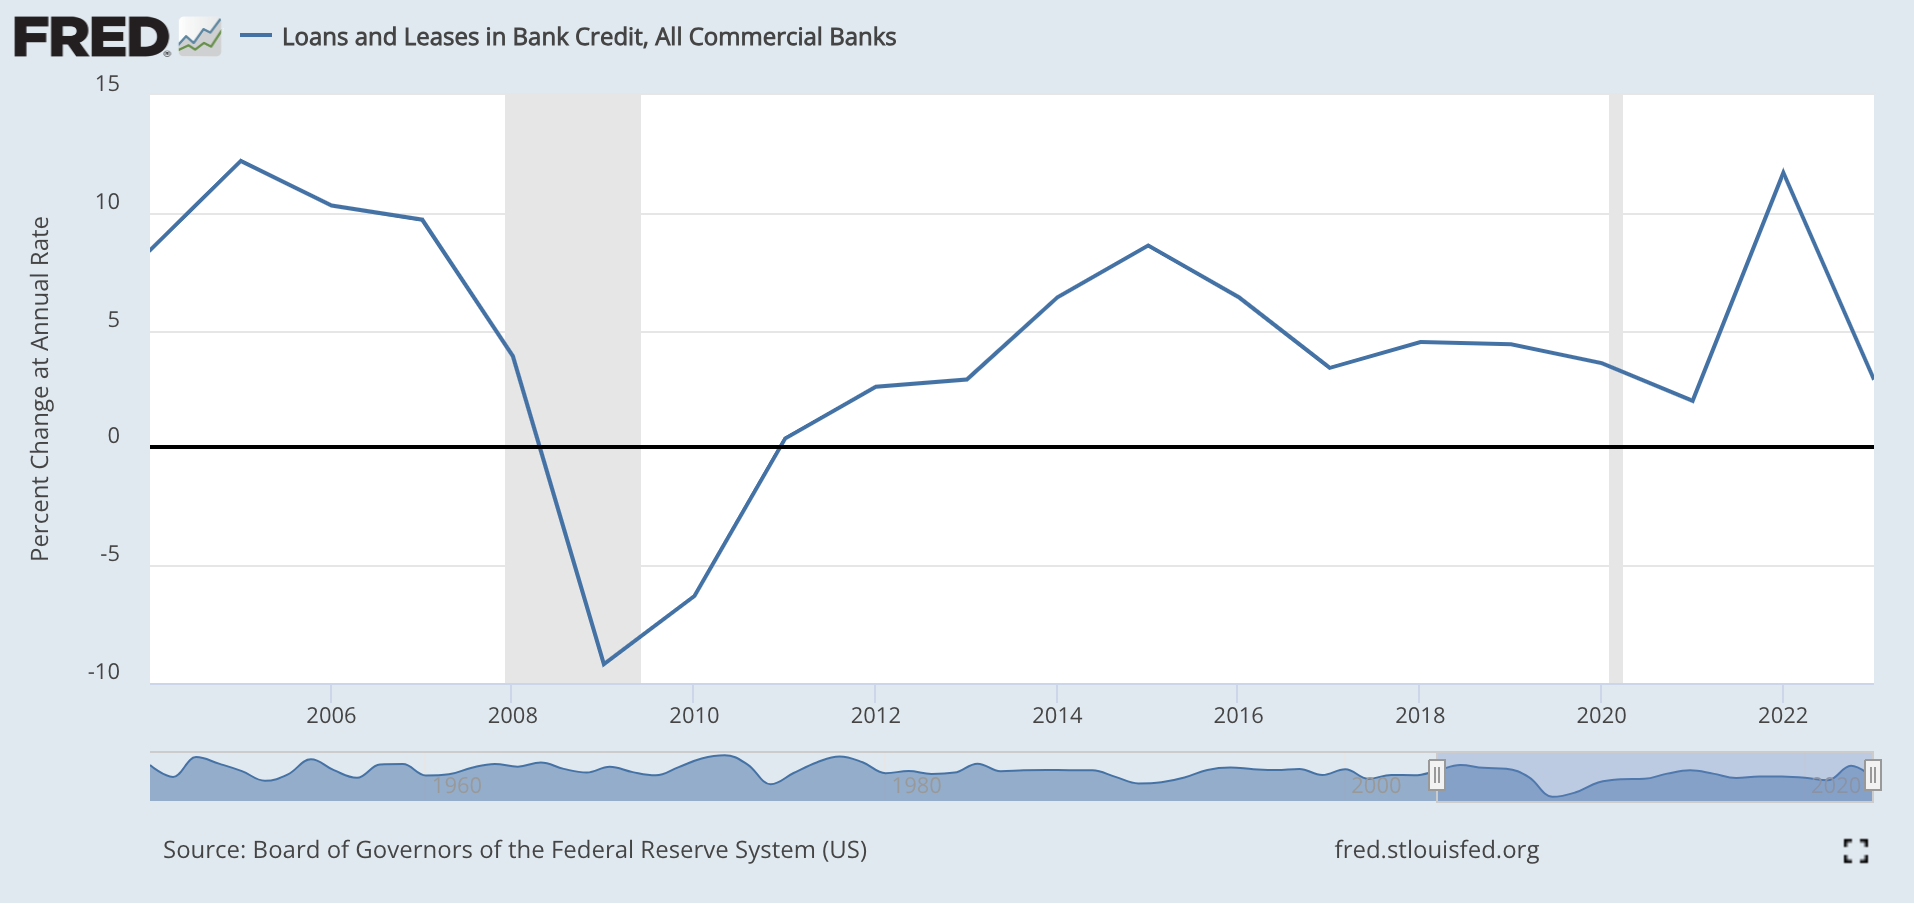 FRED
Loans and Leases in Bank Credit, All Commercial Banks
Percent Change at Annual Rate
15
10
5
0
-5
-10
2006 2008 2010 2012 2014 2016 2018 2020 2022
1960 1980 2000 2020
Source: Board of Governors of the Federal Reserve System (US)
fred.stlouisfed.org